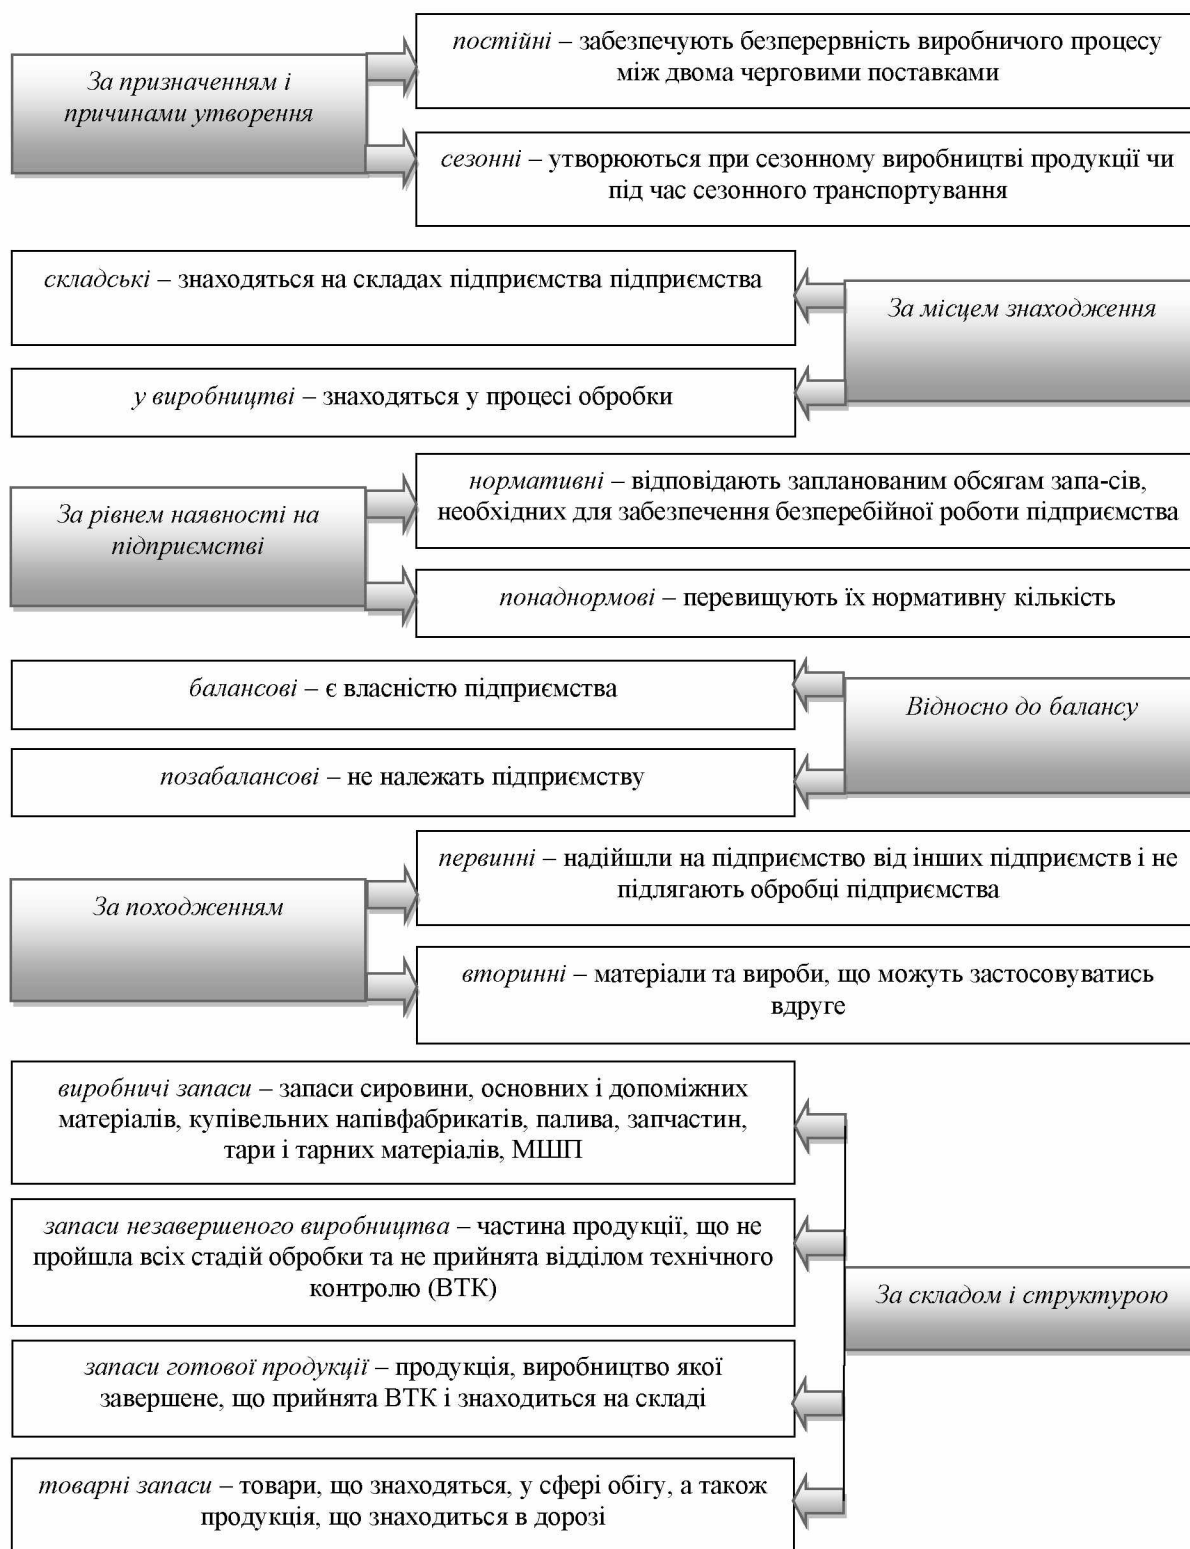 За призначенням і
причинами утворення
постійні – забезпечують безперервність виробничого процесу
між двома черговими поставками
сезонні – утворюються при сезонному виробництві продукції чи
під час сезонного транспортування
складські – знаходяться на складах підприємства підприємства
у виробництві – знаходяться у процесі обробки
За місцем знаходження
За рівнем наявності на
підприємстві
нормативні – відповідають запланованим обсягам запа-сів,
необхідних для забезпечення безперебійної роботи підприємства
понаднормові – перевищують їх нормативну кількість
балансові – є власністю підприємства
позабалансові – не належать підприємству
Відносно до балансу
За походженням
первинні – надійшли на підприємство від інших підприємств і не
підлягають обробці підприємства
вторинні – матеріали та вироби, що можуть застосовуватись
вдруге
виробничі запаси – запаси сировини, основних і допоміжних
матеріалів, купівельних напівфабрикатів, палива, запчастин,
тари і тарних матеріалів, МШП
запаси незавершеного виробництва – частина продукції, що не
пройшла всіх стадій обробки та не прийнята відділом технічного
контролю (ВТК)
запаси готової продукції – продукція, виробництво якої
завершене, що прийнята ВТК і знаходиться на складі
товарні запаси – товари, що знаходяться, у сфері обігу, а також
продукція, що знаходиться в дорозі
За складом і структурою